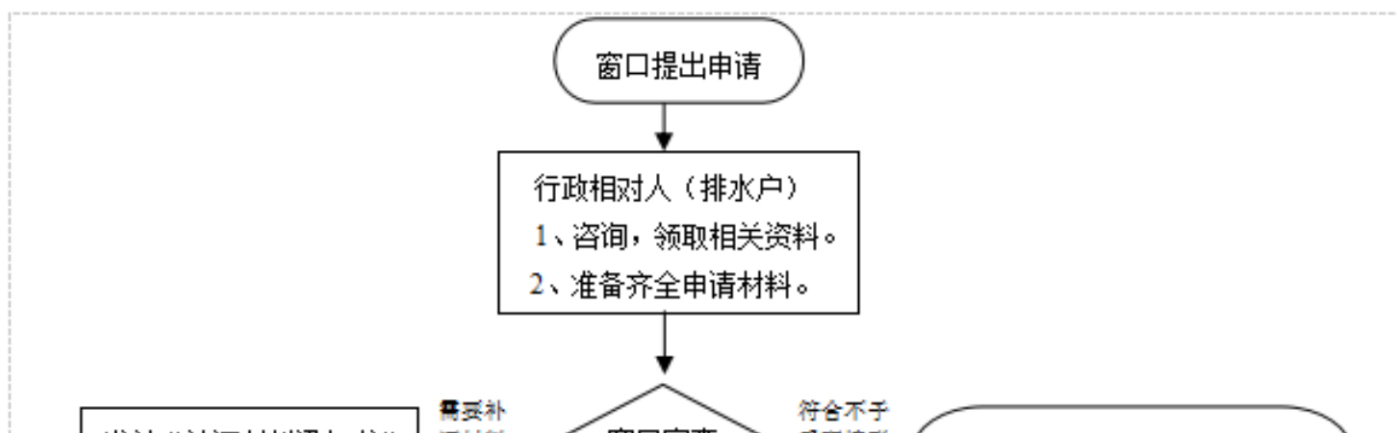 窗口提出申请
行政相对人（排水户）
1、咨询，领取相关资料。
2、准备齐全申请材料。
需要补
符合不予